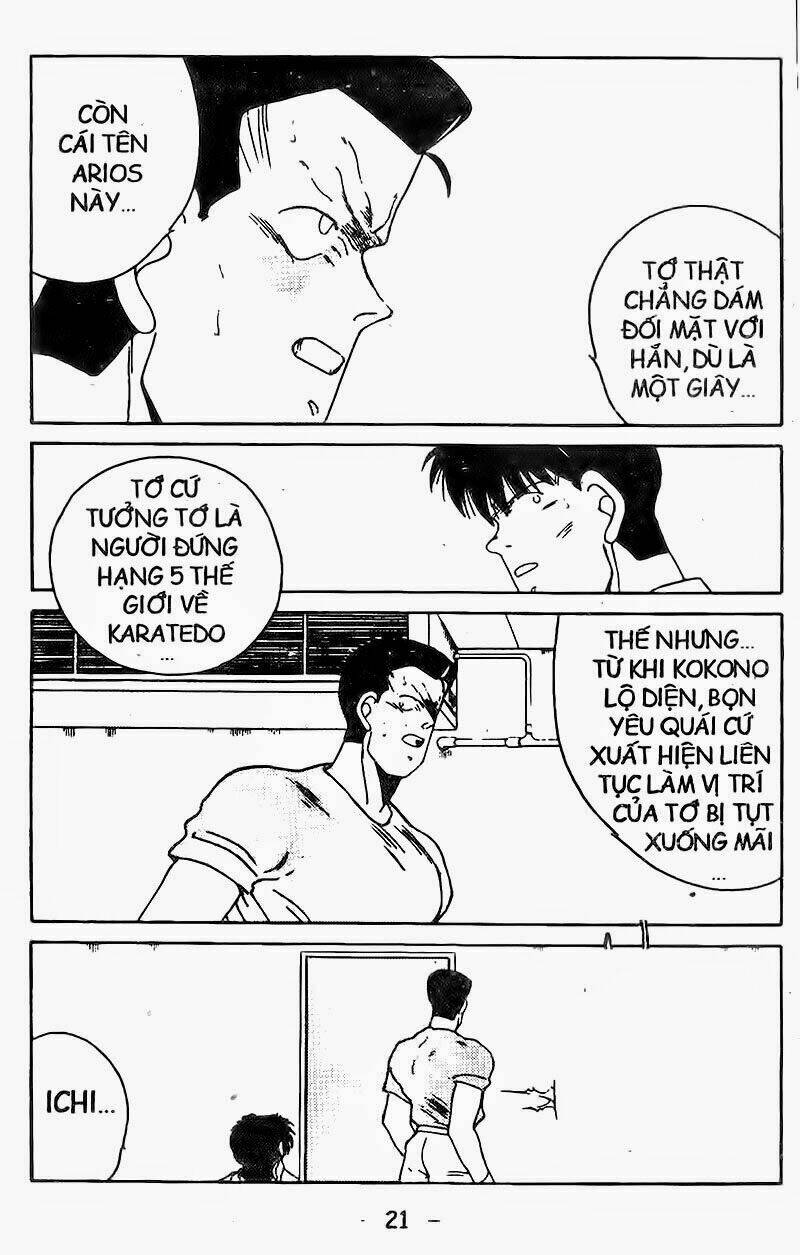 CÒN
CÁI TÊN
ARIOS
NÀY...
TỚ THẬT
CHẲNG DÁM
ĐỐI MẶT VỚI
HẮN, DÙ LÀ
MỘT GIÂY...
TỚ CỨ
TƯỞNG TỚ LÀ
NGƯỜI ĐỨNG
HẠNG 5 THẾ
GIỚI VỀ
KARATEDO
...
THẾ NHƯNG...
TỪ KHI KOKONO
LỘ DIỆN, BỌN
YÊU QUÁI CỨ
XUẤT HIỆN LIÊN
TỤC LÀM VỊ TRÍ
CỦA TỚ BỊ TỤT
XUỐNG MÃI
...
ICHI...
- 21 -